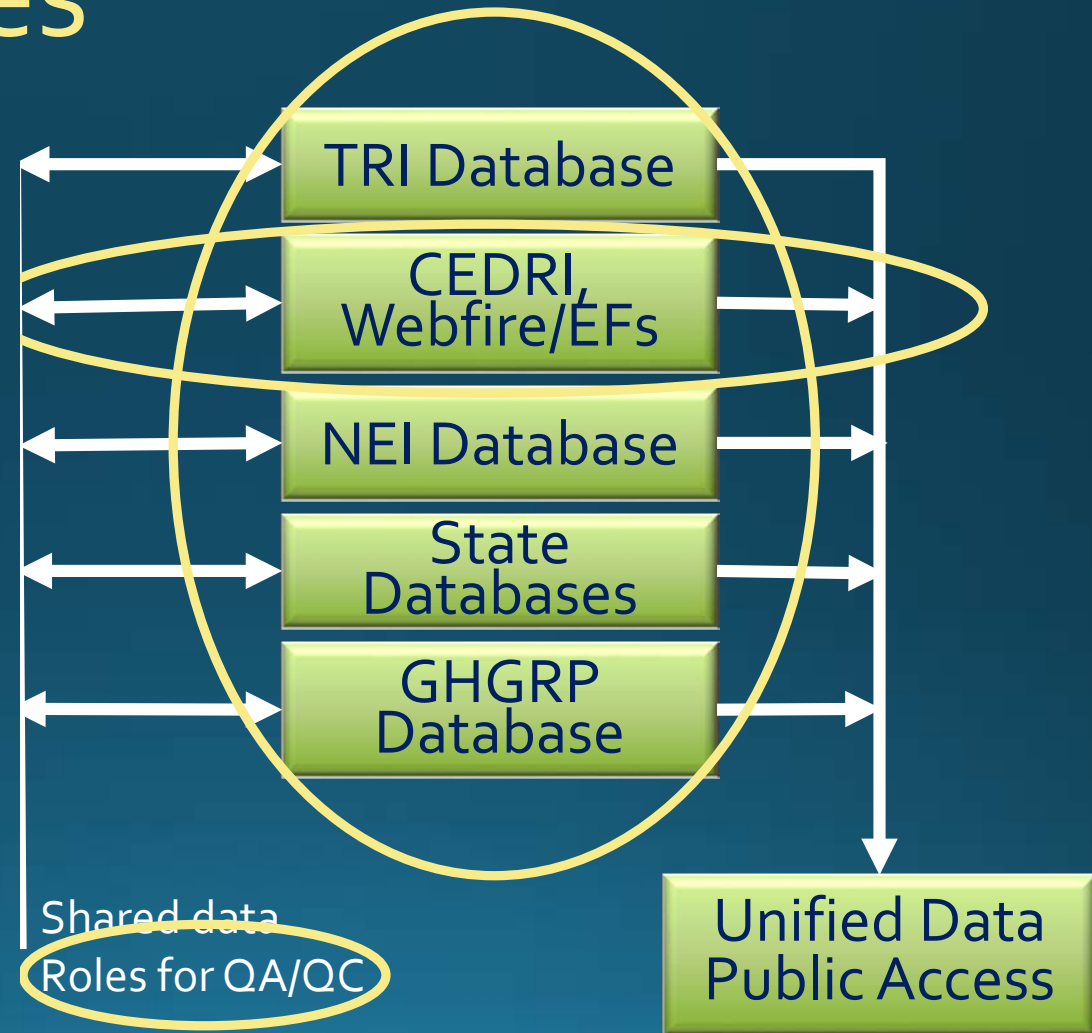 es
TRI Database
CEDRI,
Webfire/EFs
NEI Database
State
Databases
GHGRP
Database
Shared data
Roles for QA/QC
Unified Data
Public Access